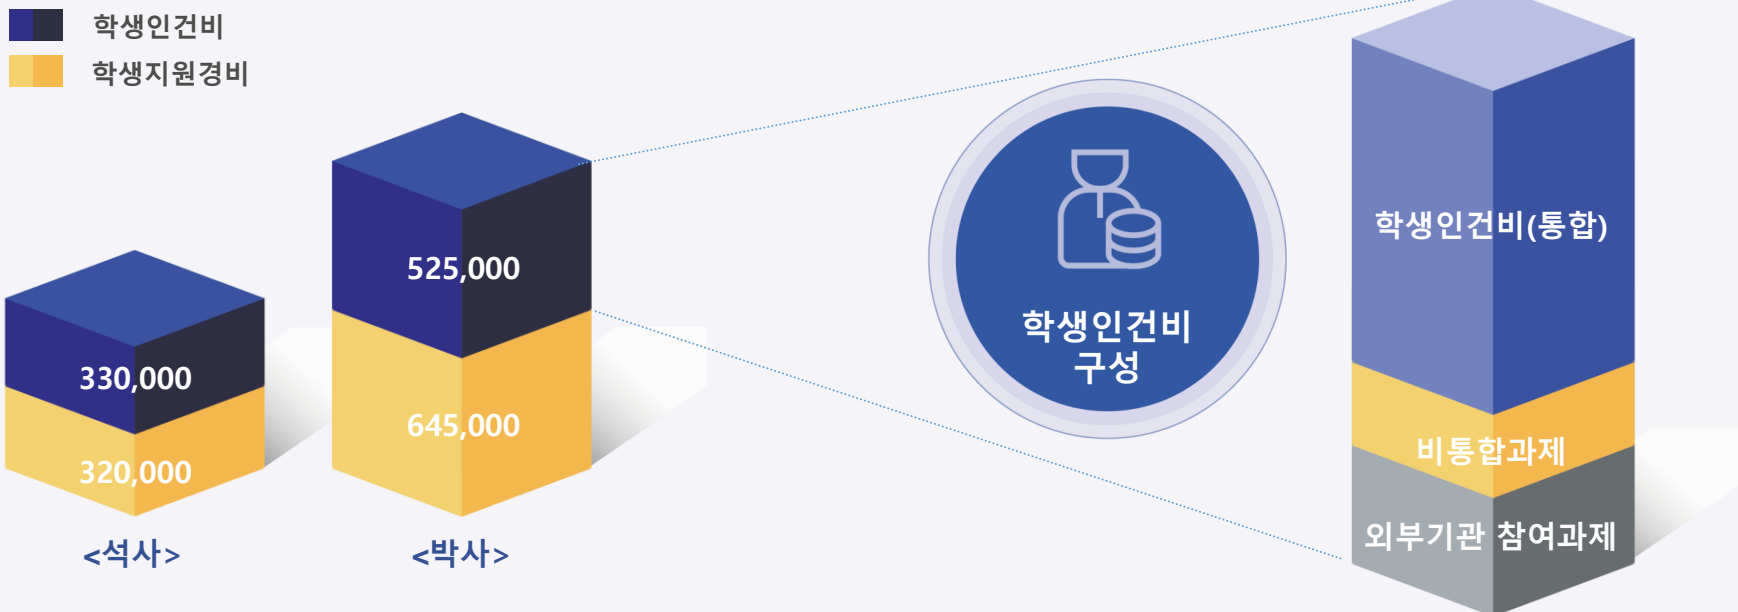 학생인건비
학생지원경비
330,000
320,000
<석사>
525,000
645,000
<박사>
학생인건비
구성
학생인건비(통합)
비통합과제
외부기관 참여과제